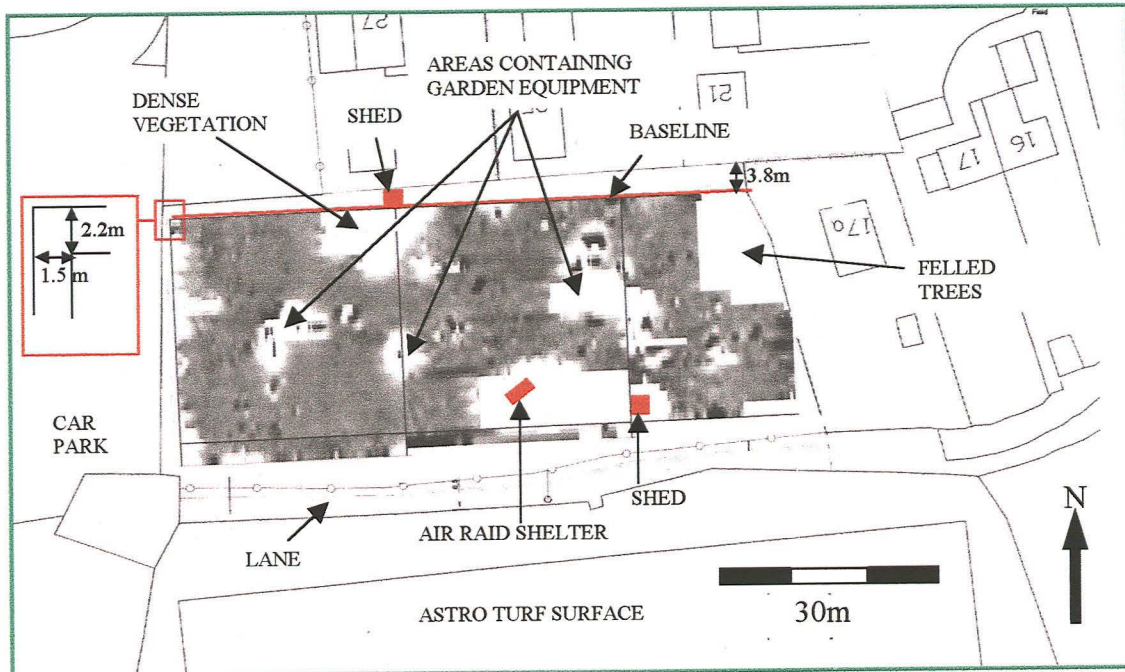 Field
27
AREAS CONTAINING
GARDEN EQUIPMENT
DENSE
VEGETATION
SHED
21
BASELINE
16
17
3.8m
2.2m
1.5 m
17a
FELLED
TREES
CAR
PARK
SHED
N
AIR RAID SHELTER
LANE
ASTRO TURF SURFACE
30m